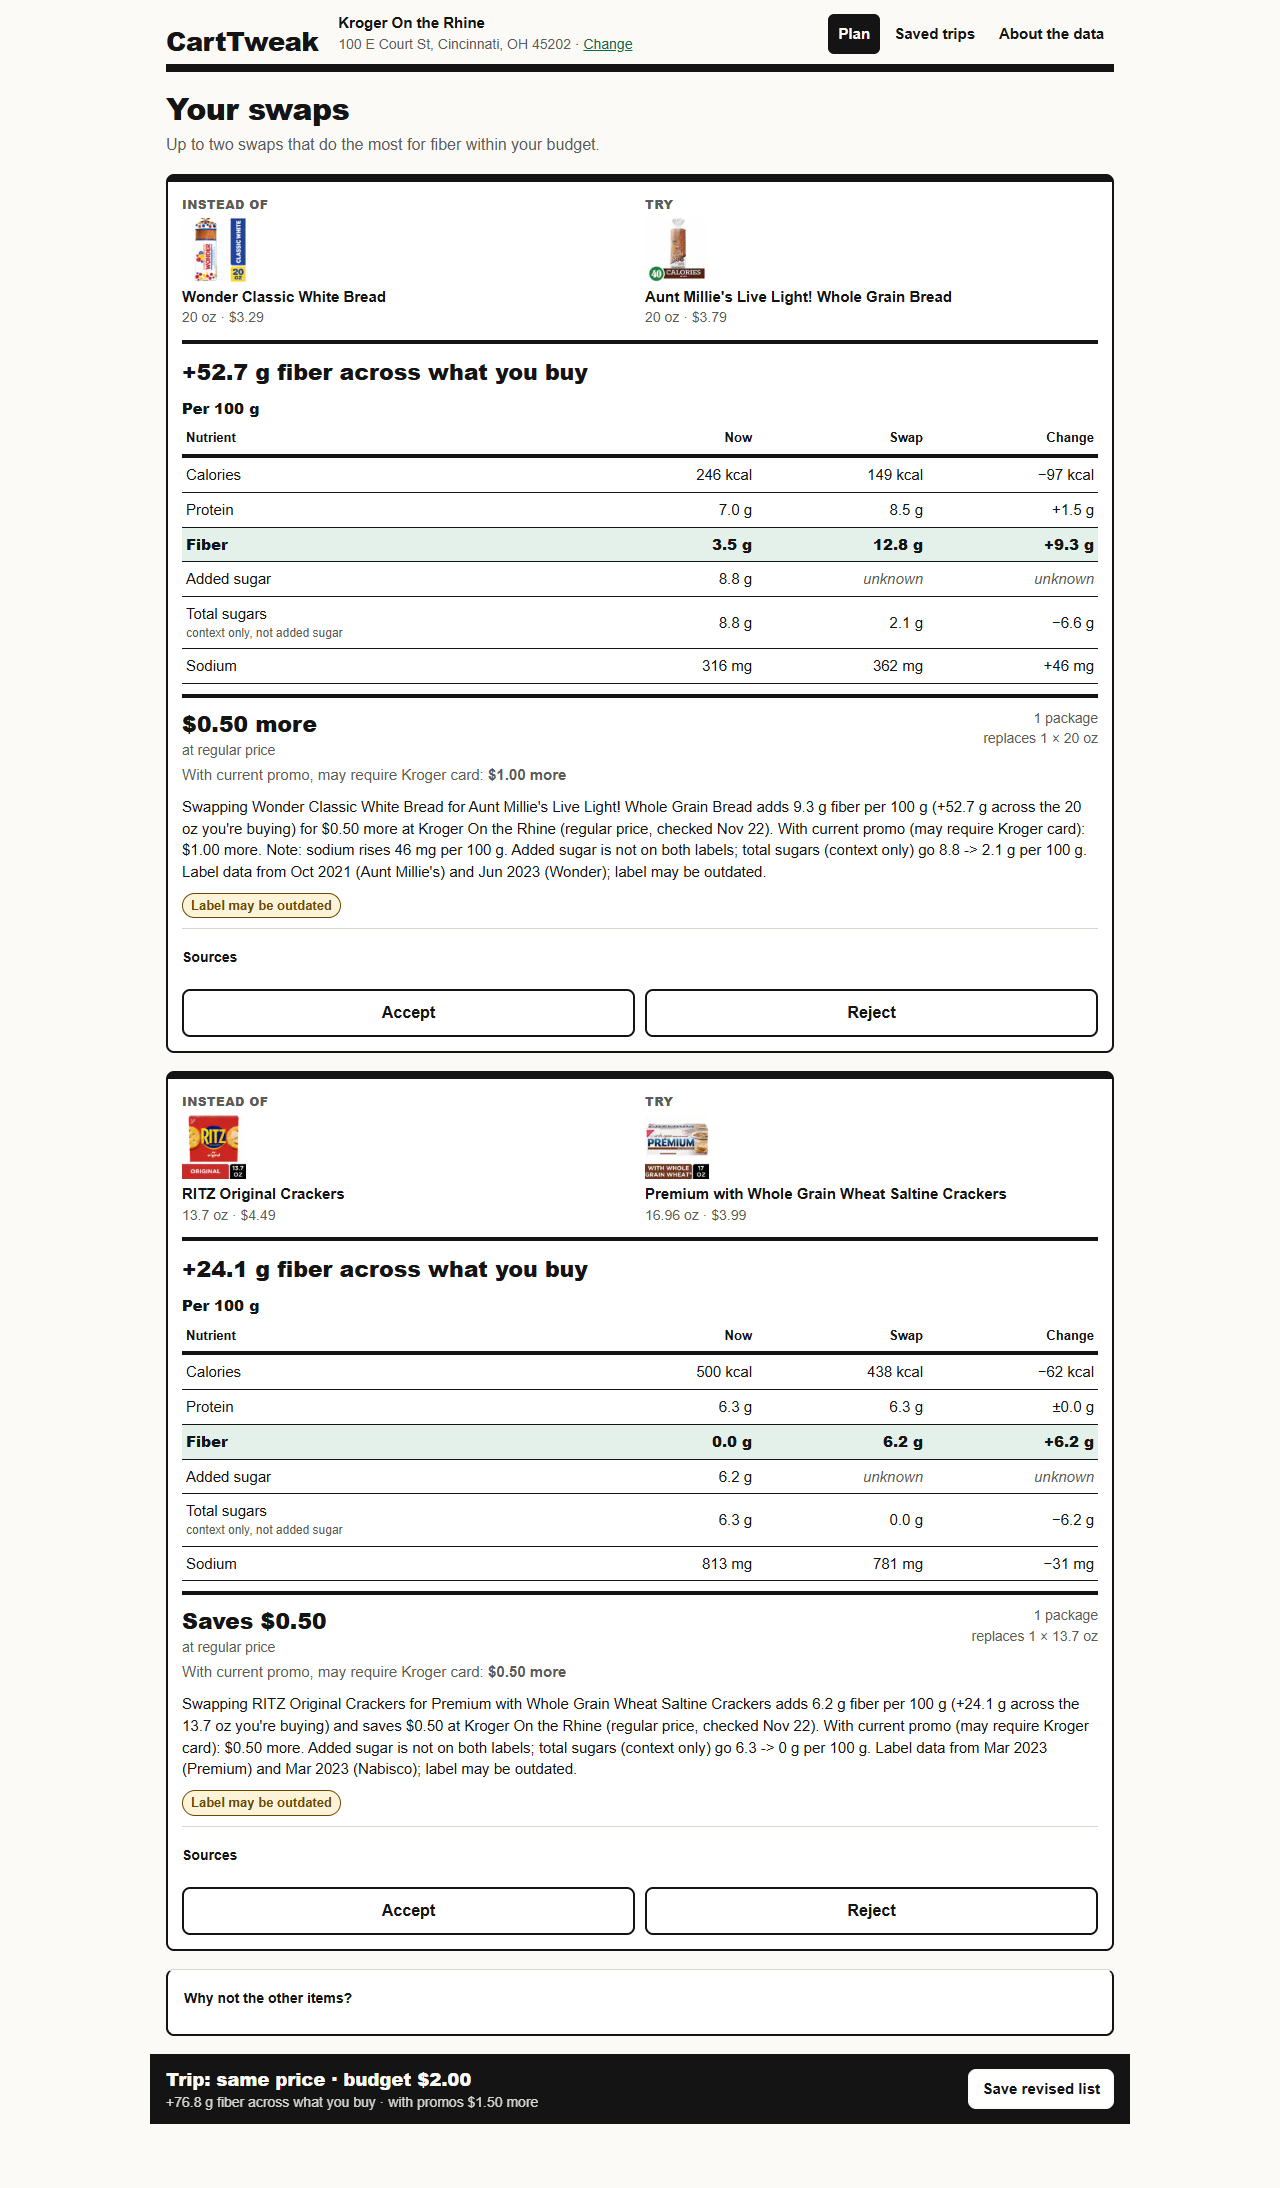 CartTweak
Kroger On the Rhine
100 E Court St, Cincinnati, OH 45202 · Change
Plan
Saved trips
About the data
Your swaps
Up to two swaps that do the most for fiber within your budget.
INSTEAD OF
WONDER
CLASSIC WHITE
20
OZ
Wonder Classic White Bread
20 oz · $3.29
TRY
40 CALORIES
Aunt Millie's Live Light! Whole Grain Bread
20 oz · $3.79
+52.7 g fiber across what you buy
Per 100 g
Nutrient Now Swap Change
Calories 246 kcal 149 kcal −97 kcal
Protein 7.0 g 8.5 g +1.5 g
Fiber 3.5 g 12.8 g +9.3 g
Added sugar 8.8 g unknown unknown
Total sugars 8.8 g 2.1 g −6.6 g
context only, not added sugar
Sodium 316 mg 362 mg +46 mg
$0.50 more
at regular price
1 package
replaces 1 × 20 oz
With current promo, may require Kroger card: $1.00 more
Swapping Wonder Classic White Bread for Aunt Millie's Live Light! Whole Grain Bread adds 9.3 g fiber per 100 g (+52.7 g across the 20
oz you're buying) for $0.50 more at Kroger On the Rhine (regular price, checked Nov 22). With current promo (may require Kroger card):
$1.00 more. Note: sodium rises 46 mg per 100 g. Added sugar is not on both labels; total sugars (context only) go 8.8 -> 2.1 g per 100 g.
Label data from Oct 2021 (Aunt Millie's) and Jun 2023 (Wonder); label may be outdated.
Label may be outdated
Sources
Accept
Reject
INSTEAD OF
RITZ
ORIGINAL
13.7
OZ
RITZ Original Crackers
13.7 oz · $4.49
TRY
PREMIUM
WITH WHOLE
GRAIN WHEAT
17
OZ
Premium with Whole Grain Wheat Saltine Crackers
16.96 oz · $3.99
+24.1 g fiber across what you buy
Per 100 g
Nutrient Now Swap Change
Calories 500 kcal 438 kcal −62 kcal
Protein 6.3 g 6.3 g ±0.0 g
Fiber 0.0 g 6.2 g +6.2 g
Added sugar 6.2 g unknown unknown
Total sugars 6.3 g 0.0 g −6.2 g
context only, not added sugar
Sodium 813 mg 781 mg −31 mg
Saves $0.50
at regular price
1 package
replaces 1 × 13.7 oz
With current promo, may require Kroger card: $0.50 more
Swapping RITZ Original Crackers for Premium with Whole Grain Wheat Saltine Crackers adds 6.2 g fiber per 100 g (+24.1 g across the
13.7 oz you're buying) and saves $0.50 at Kroger On the Rhine (regular price, checked Nov 22). With current promo (may require Kroger
card): $0.50 more. Added sugar is not on both labels; total sugars (context only) go 6.3 -> 0 g per 100 g. Label data from Mar 2023
(Premium) and Mar 2023 (Nabisco); label may be outdated.
Label may be outdated
Sources
Accept
Reject
Why not the other items?
Trip: same price · budget $2.00
+76.8 g fiber across what you buy · with promos $1.50 more
Save revised list